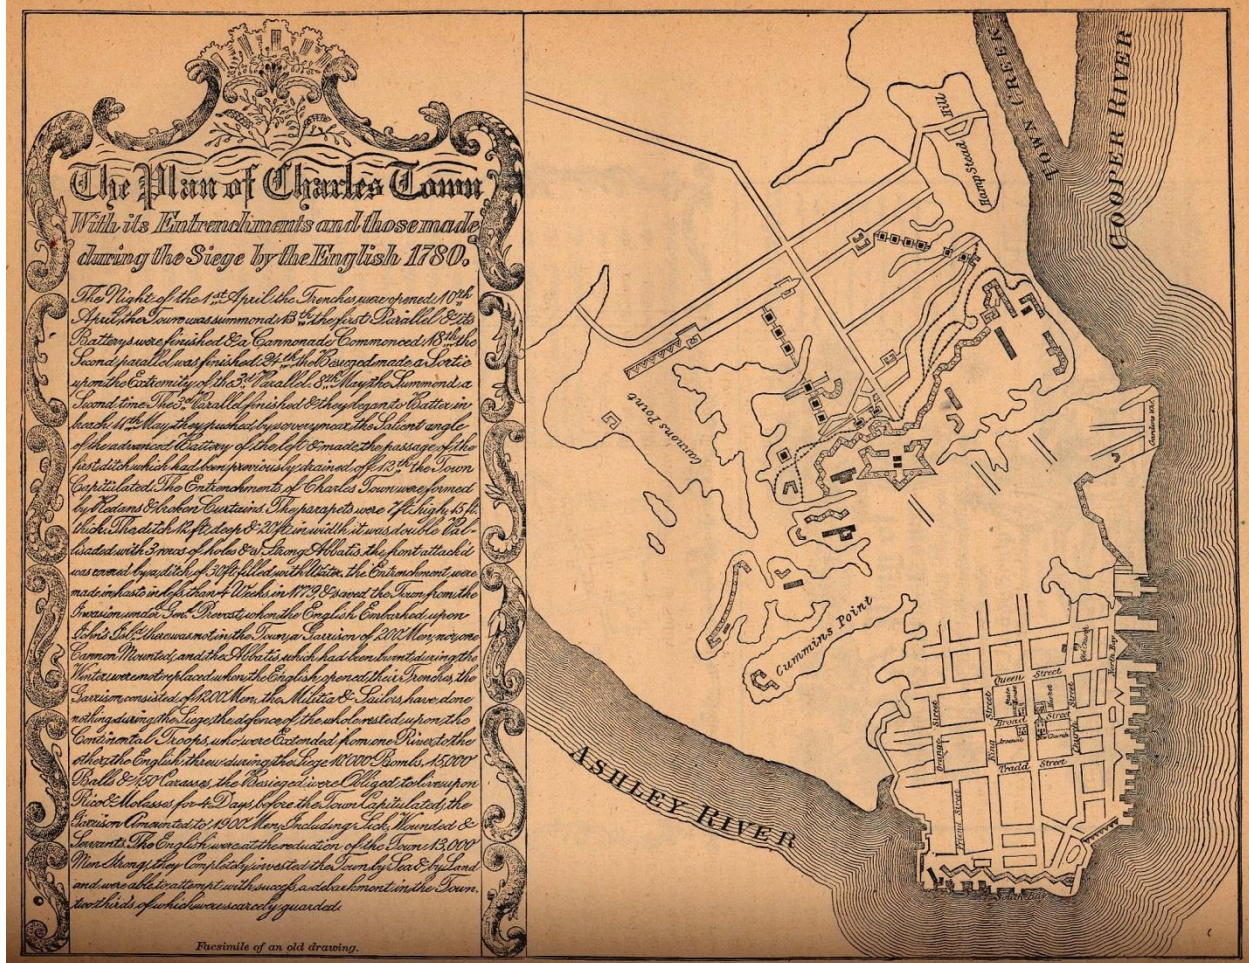 The Plan of Charles Town
With its Entrenchments and those made
during the Siege by the English 1780.
The Night of the 1st April the Trenches were opened 10th
April, the Town was summond 13th the first Parallel & its
Batterys were finished & a Cannonade Commenced 18th the
Second parallel was finished 24th the Besieged made a Sortie
upon the Extremity of the 3d Parallel. 8th May the Summond a
Second time The 3d Parallel finished & they began to Batter in
breach 11th May they pushed by sap very near the Salient angle
of the advanced Battery of the left & made the passage of the
first ditch which had been previously drained off. 12th the Town
Capitulated. The Entrenchments of Charles Town were formed
by Redans & broken Curtains. The parapets were 7ft. high, 15 ft.
thick. The ditch 12 ft. deep & 20 ft. in width it was double Pal-
lisaded with 3 rows of holes & a Strong Abbatis, the front attack'd
was covered by a ditch of 30ft. filled with Water, the Entrenchment were
made in haste in less than 4 Weeks in 1779 & saved the Town from the
Invasion under Genl. Prevost, when the English Embarked upon
John's Isld. there was not in the Town a Garrison of 200 Men, nor one
Cannon Mounted, and the Abbatis which had been burnt during the
Winter were not replaced when the English opened their Trenches, the
Garrison consisted of 1200 Men, the Militia & Sailors, have done
nothing during the Siege, the defence of the whole rested upon the
Continental Troops, who were Extended from one River to the
other, the English threw during the Siege 10000 Bombs, 15,000
Balls & 450 Carases, the Besieged were Obliged to live upon
Rice & Molasses for 4 Days, before the Town Capitulated, the
Garrison Amounted to 1900 Men, Including Sick, Wounded &
Servants. The English were at the reduction of the Town 13,000
Men Strong, they Completely invested the Town by Sea & by Land
and were able to attempt with success, a debarkment in the Town,
two thirds of which were scarcely guarded.
Facsimile of an old drawing.
TOWN CREEK
COOPER RIVER
HampStead Hill
Cannons Point
Cummins Point
ASHLEY RIVER
Queen Street
Broad Street
Tradd Street
Orange Street
King Street
Church Street
Friend Street
North Bay
South Bay